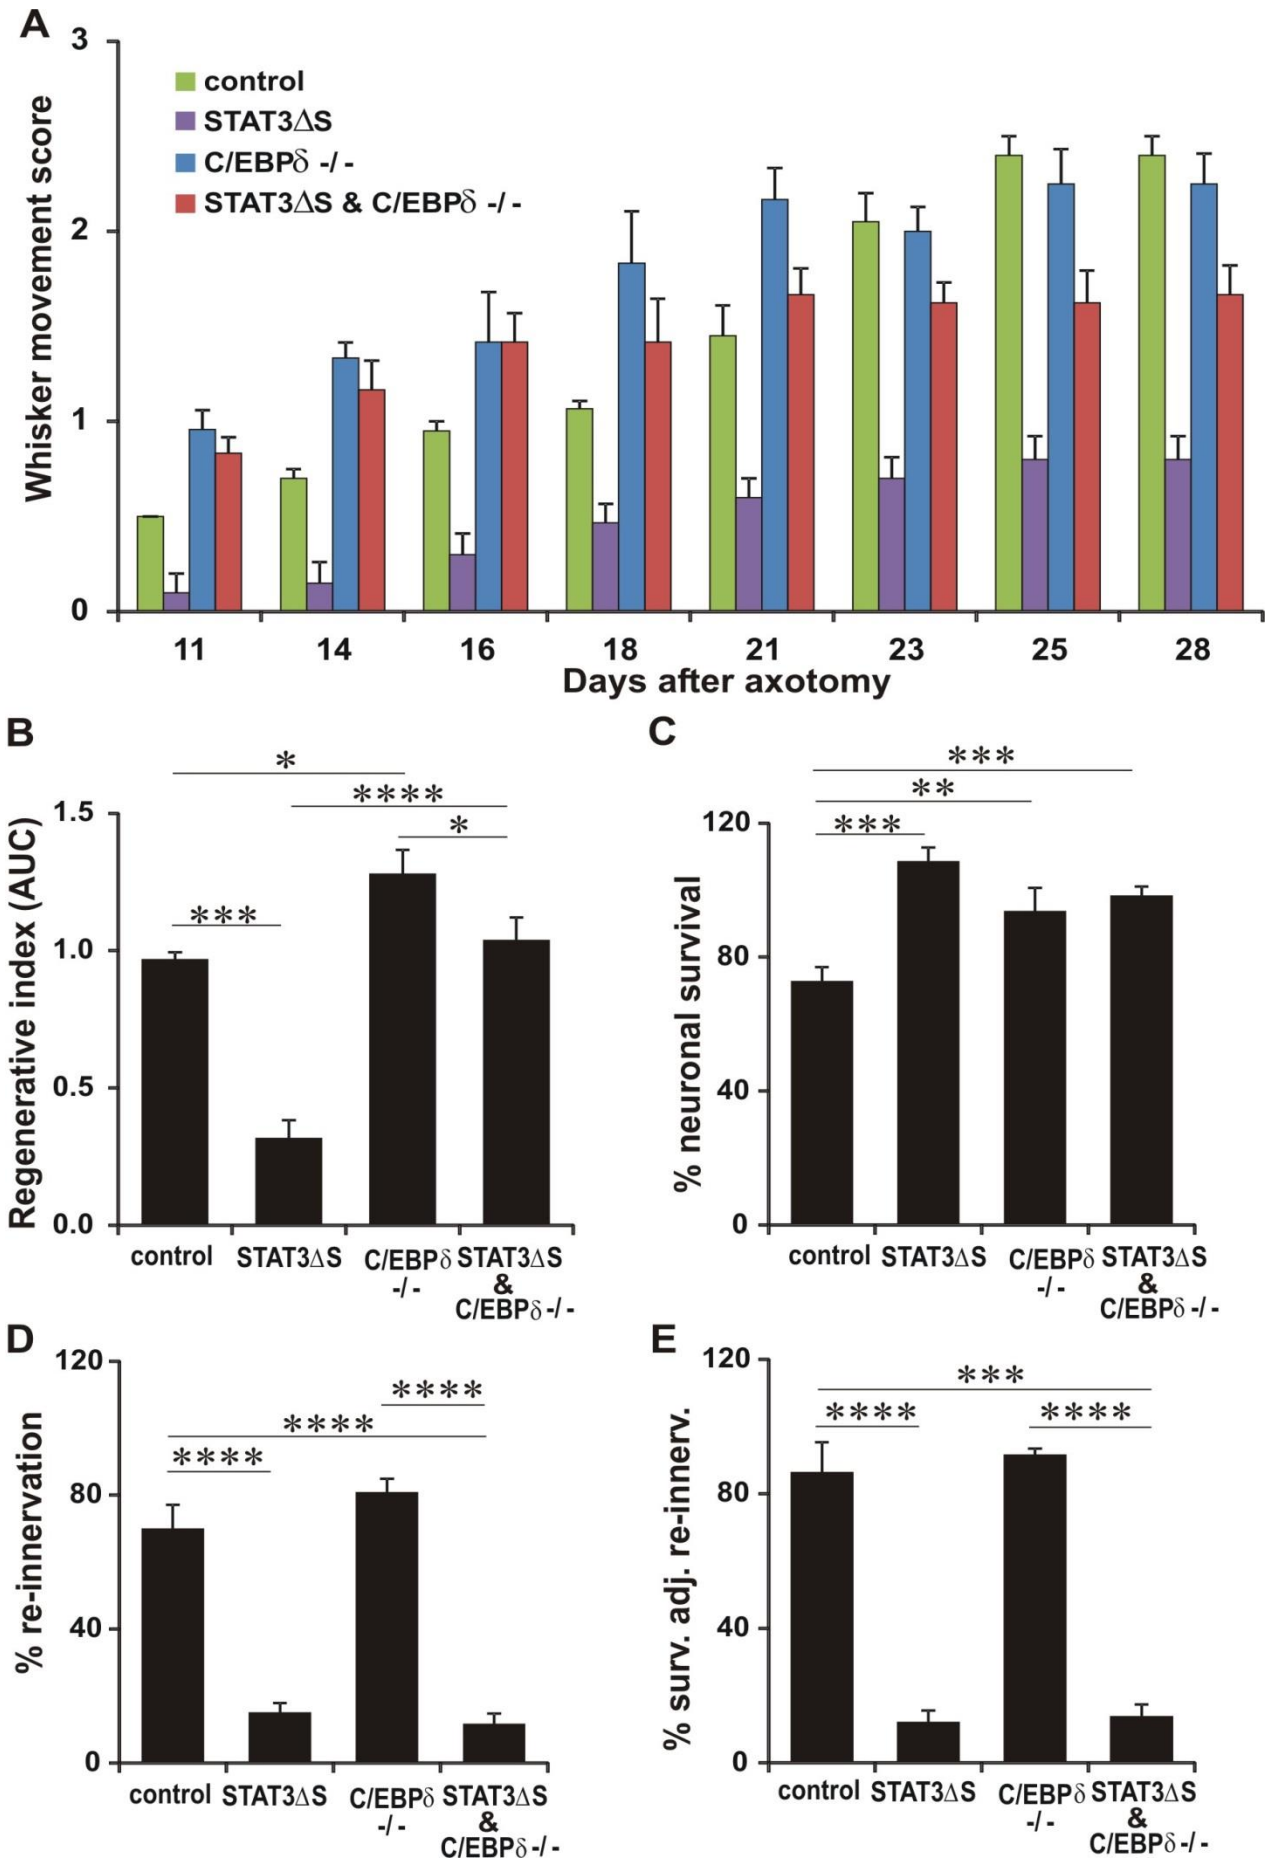 A
3
2
1
0
Whisker movement score
control
STAT3ΔS
C/EBPδ -/-
STAT3ΔS & C/EBPδ -/-
11 14 16 18 21 23 25 28
Days after axotomy
B
Regenerative index (AUC)
1.5
1.0
0.5
0.0
*
****
*
***
control STAT3ΔS C/EBPδ STAT3ΔS
-/- &
C/EBPδ-/-
C
% neuronal survival
120
80
40
0
***
**
***
control STAT3ΔS C/EBPδ STAT3ΔS
-/- &
C/EBPδ -/-
D
% re-innervation
120
80
40
0
****
****
****
control STAT3ΔS C/EBPδ STAT3ΔS
-/- &
C/EBPδ-/-
E
% surv. adj. re-innerv.
120
80
40
0
***
****
****
control STAT3ΔS C/EBPδ STAT3ΔS
-/- &
C/EBPδ-/-